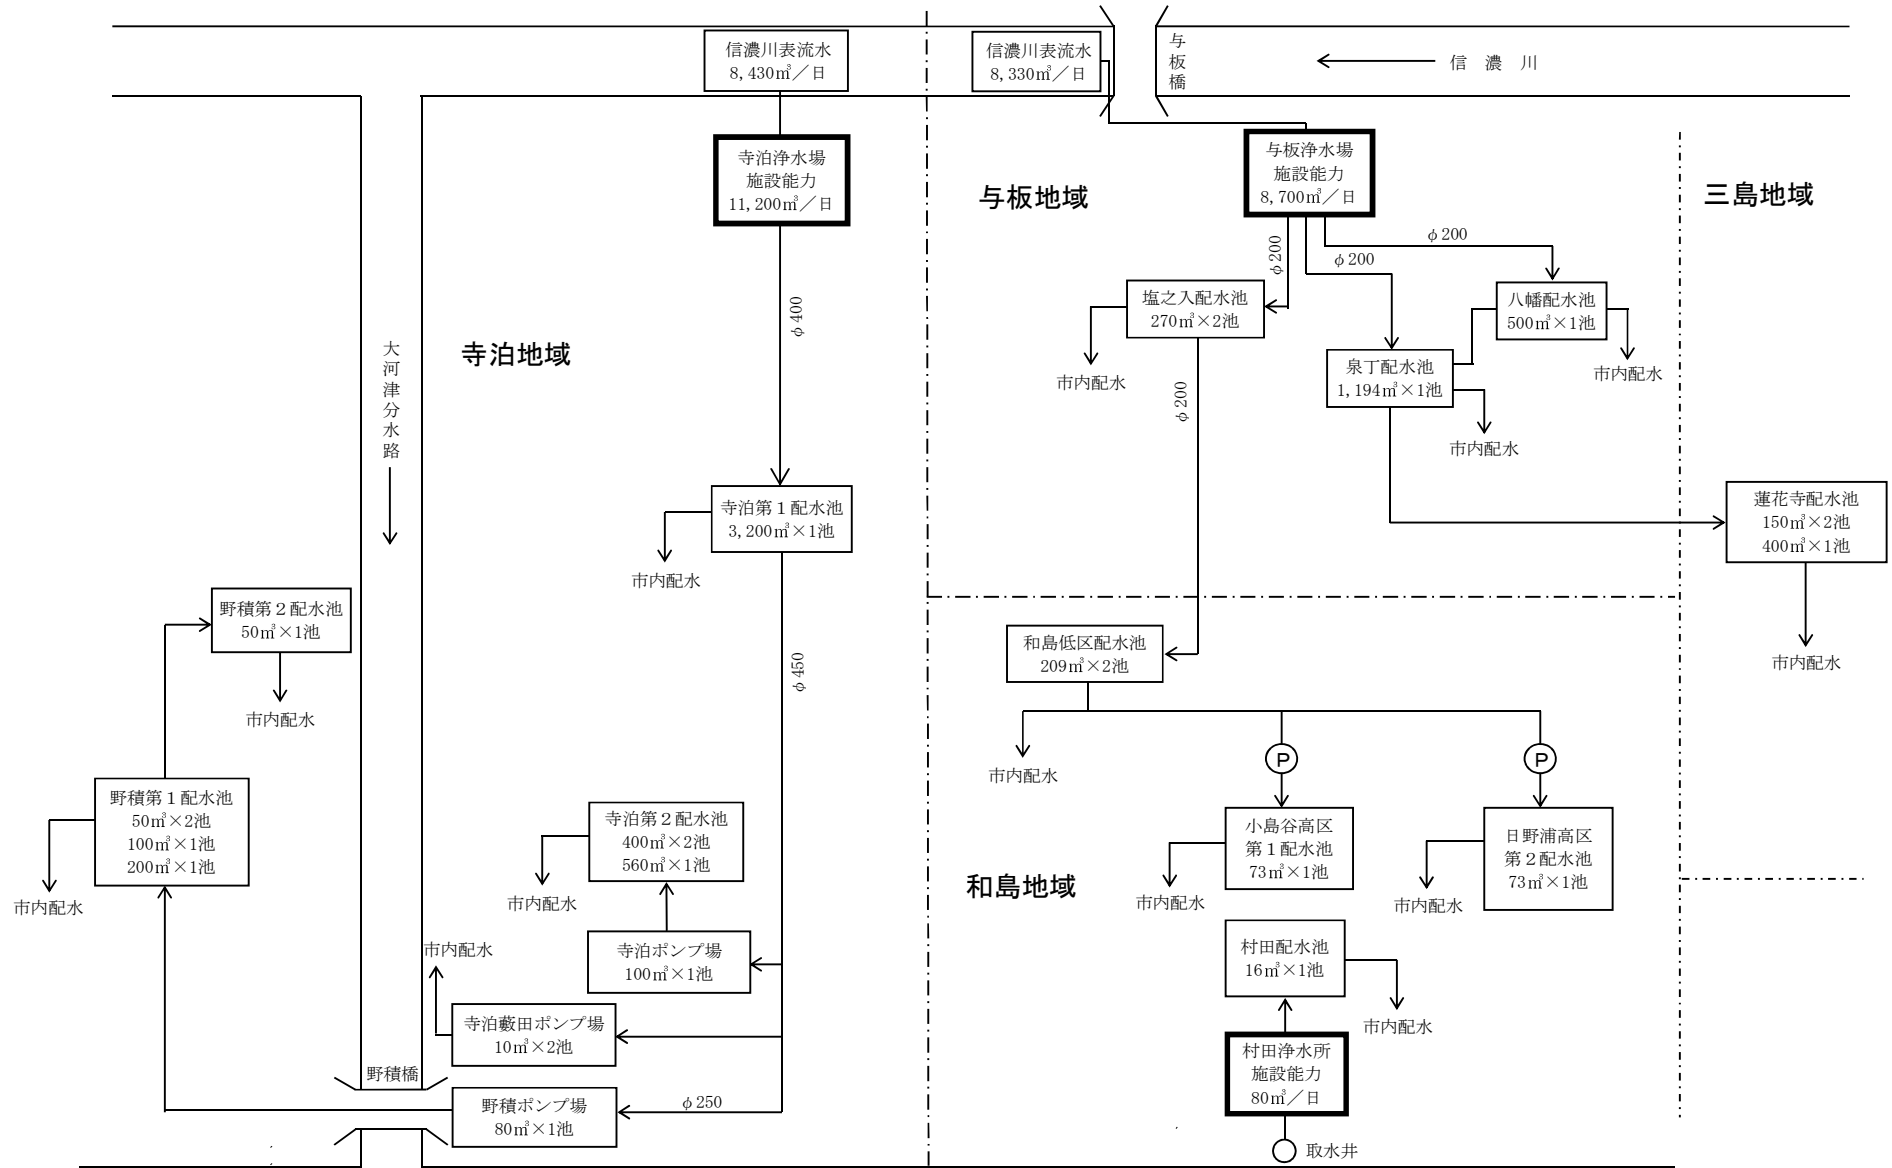 信濃川表流水
8,430㎥／日
信濃川表流水
8,330㎥／日
与板橋
信 濃 川
寺泊浄水場
施設能力
11,200㎥／日
与板地域
与板浄水場
施設能力
8,700㎥／日
三島地域
φ200
φ200
φ200
塩之入配水池
270㎥×2池
八幡配水池
500㎥×1池
φ400
大河津分水路
寺泊地域
泉丁配水池
1,194㎥×1池
市内配水
市内配水
φ200
市内配水
寺泊第１配水池
3,200㎥×1池
蓮花寺配水池
150㎥×2池
400㎥×1池
市内配水
野積第２配水池
50㎥×1池
和島低区配水池
209㎥×2池
φ450
市内配水
市内配水
市内配水
P
P
野積第１配水池
50㎥×2池
100㎥×1池
200㎥×1池
寺泊第２配水池
400㎥×2池
560㎥×1池
小島谷高区
第１配水池
73㎥×1池
日野浦高区
第２配水池
73㎥×1池
和島地域
市内配水
市内配水
市内配水
市内配水
市内配水
寺泊ポンプ場
100㎥×1池
村田配水池
16㎥×1池
寺泊藪田ポンプ場
10㎥×2池
市内配水
村田浄水所
施設能力
80㎥／日
野積橋
野積ポンプ場
80㎥×1池
φ250
取水井